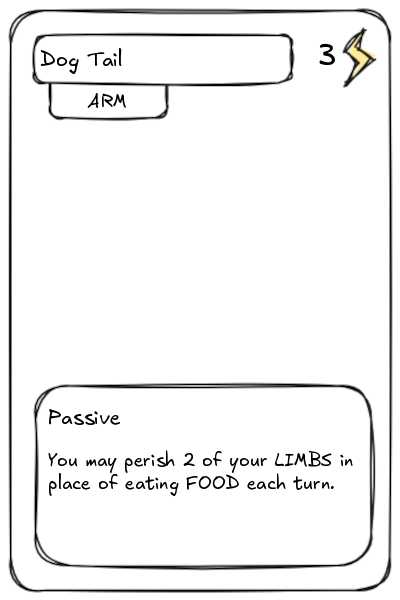 Dog Tail
3
ARM
Passive
You may perish 2 of your LIMBS in
place of eating FOOD each turn.